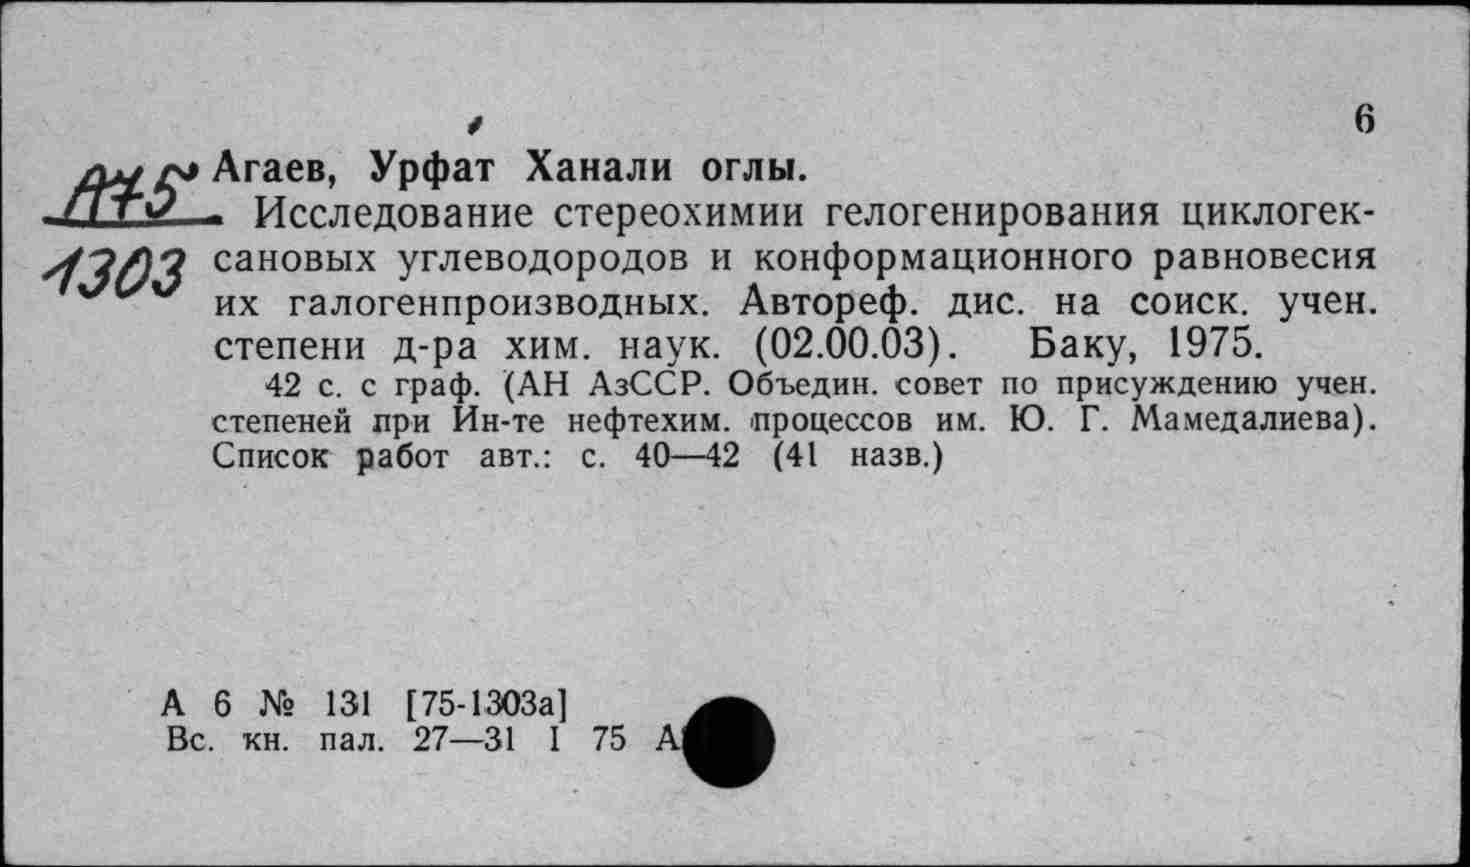 6
А75
Агаев, Урфат Ханали оглы.
Исследование стереохимии гелогенирования циклогек-
1303
сановых углеводородов и конформационного равновесия
их галогенпроизводных. Автореф. дис. на соиск. учен.
степени д-ра хим. наук. (02.00.03). Баку, 1975.
42 с. с граф. (АН АзССР. Объедин. совет по присуждению учен.
степеней при Ин-те нефтехим. процессов им. Ю. Г. Мамедалиева).
Список работ авт.: с. 40—42 (41 назв.)
А 6 № 131 [75-1303а]
Вс. кн. пал. 27—31 I 75 А